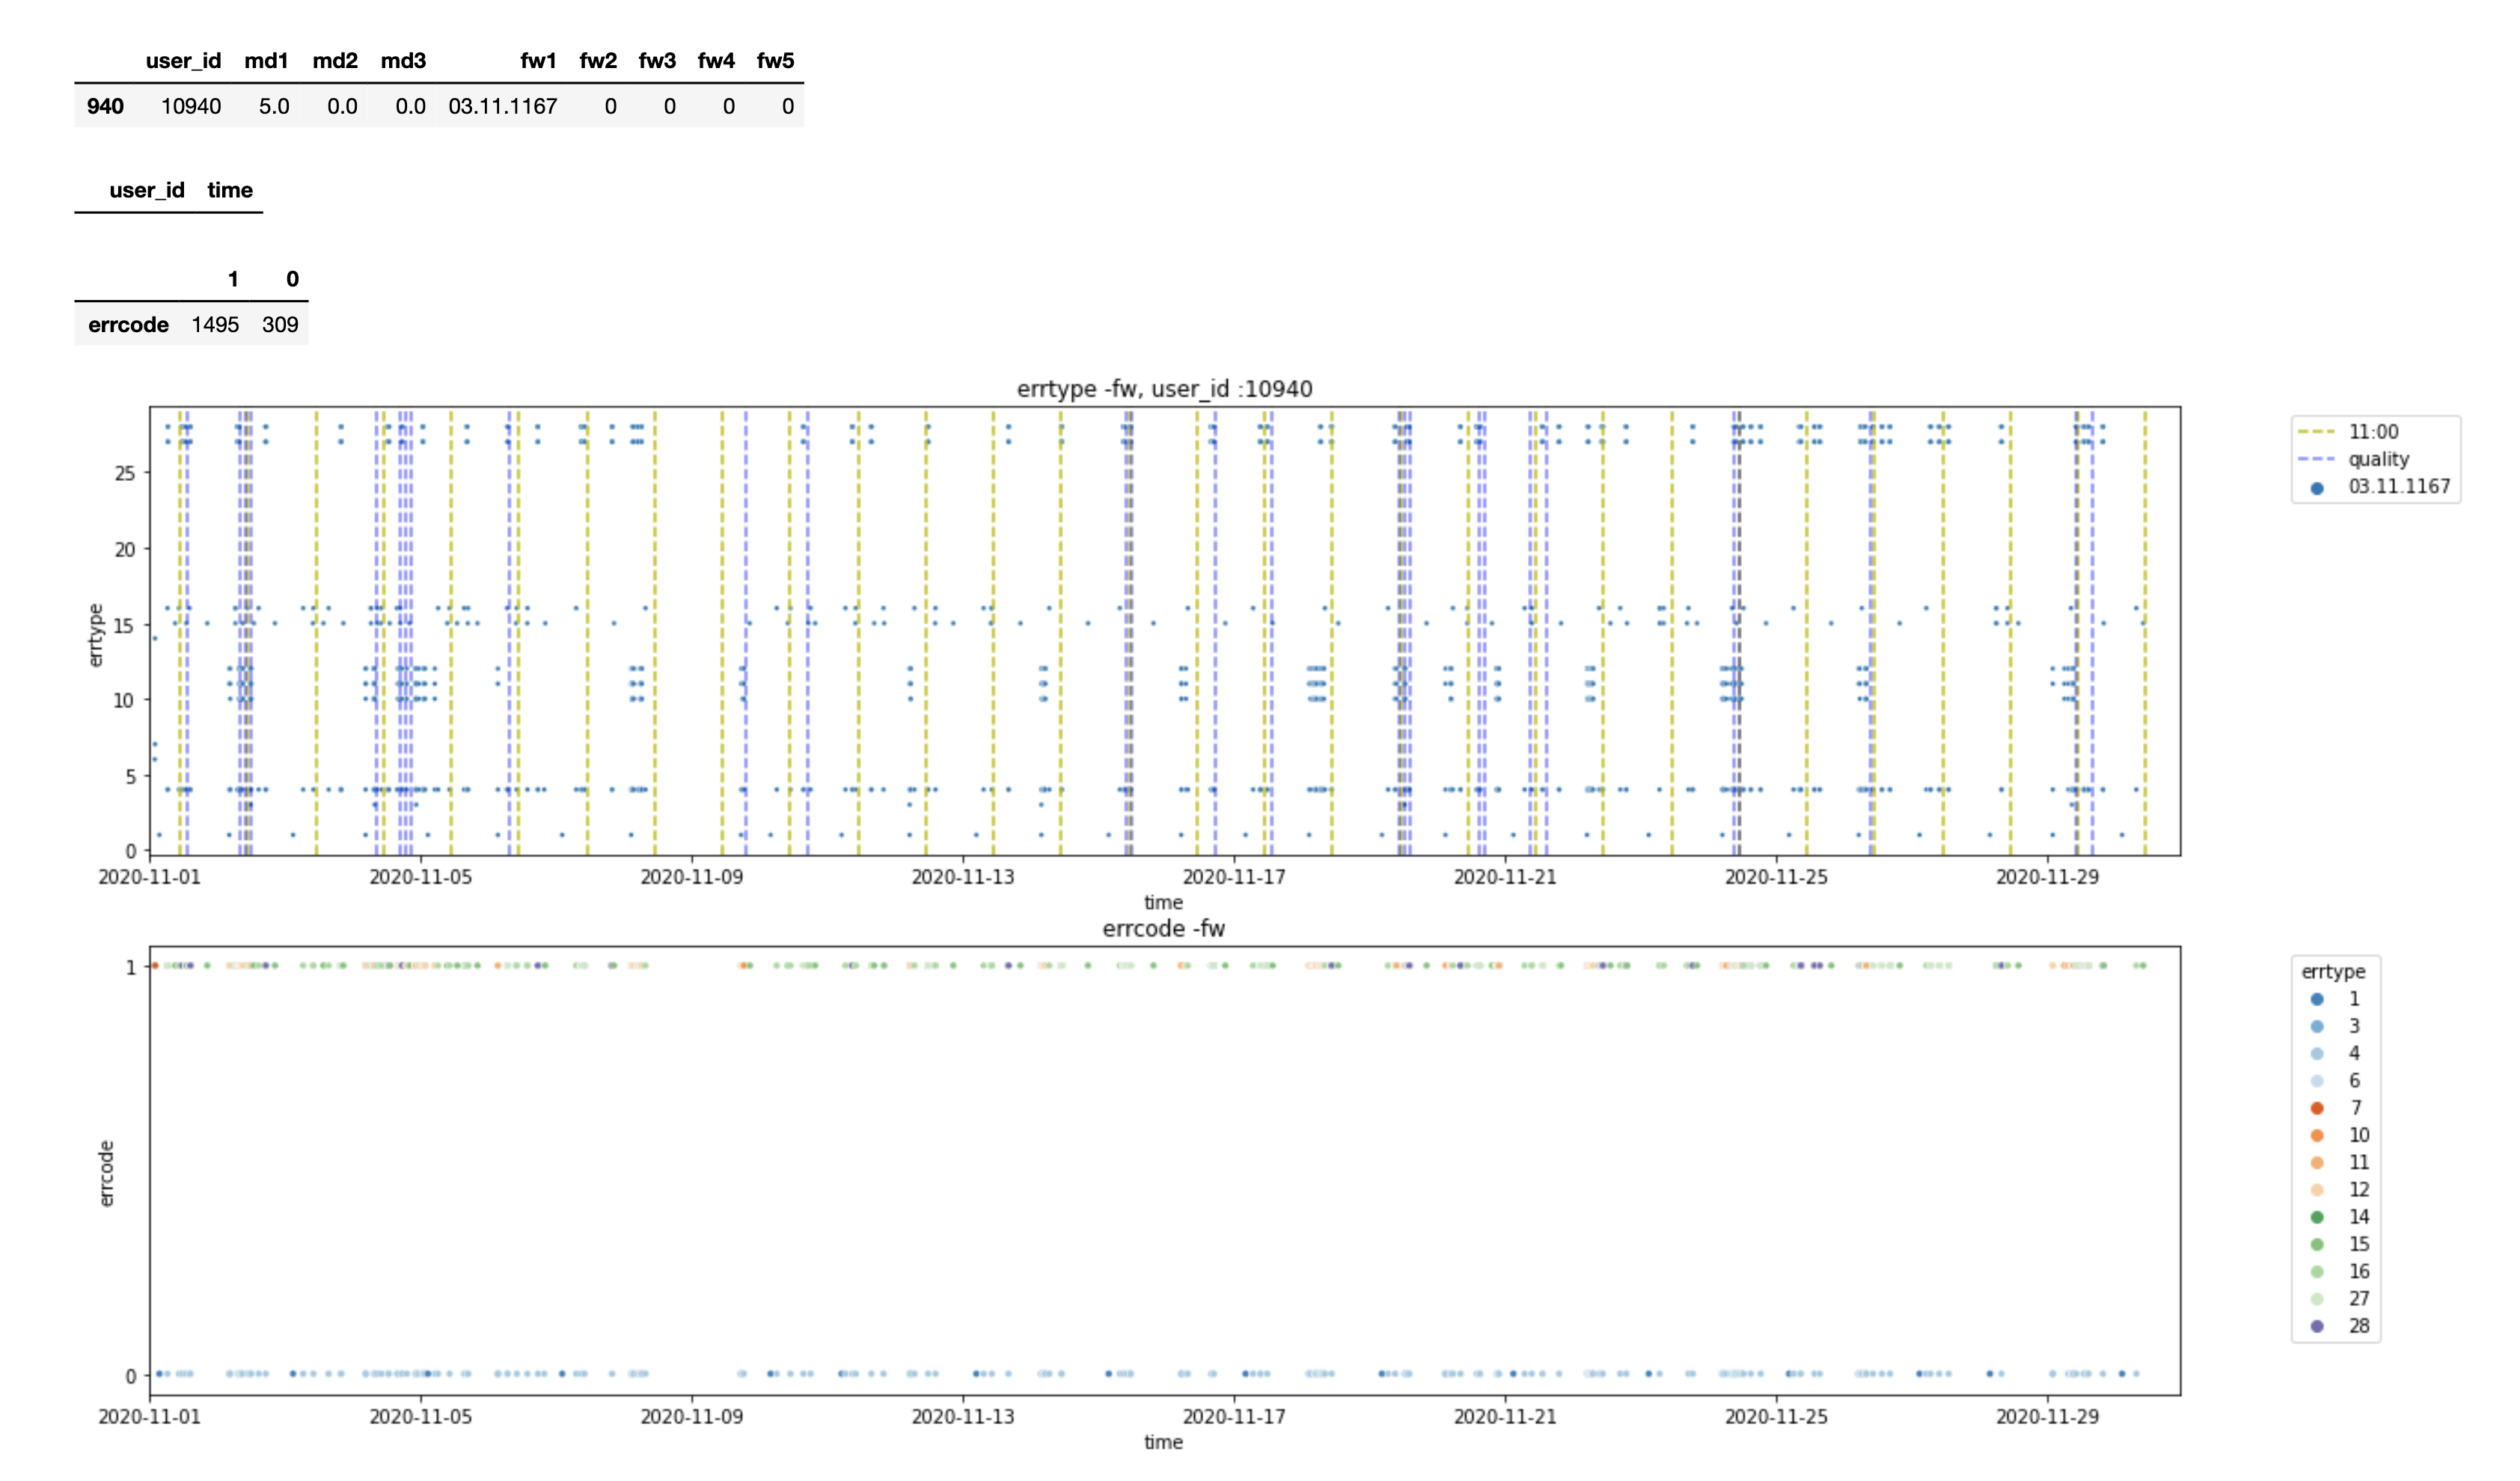 user_id md1 md2 md3 fw1 fw2 fw3 fw4 fw5
940 10940 5.0 0.0 0.0 03.11.1167 0 0 0 0
user_id time
1 0
errcode 1495 309
errtype -fw, user_id :10940
11:00
quality
03.11.1167
errtype
25
20
15
10
5
0
2020-11-01 2020-11-05 2020-11-09 2020-11-13 2020-11-17 2020-11-21 2020-11-25 2020-11-29
time
errcode -fw
errcode
1
0
errtype
1
3
4
6
7
10
11
12
14
15
16
27
28
2020-11-01 2020-11-05 2020-11-09 2020-11-13 2020-11-17 2020-11-21 2020-11-25 2020-11-29
time